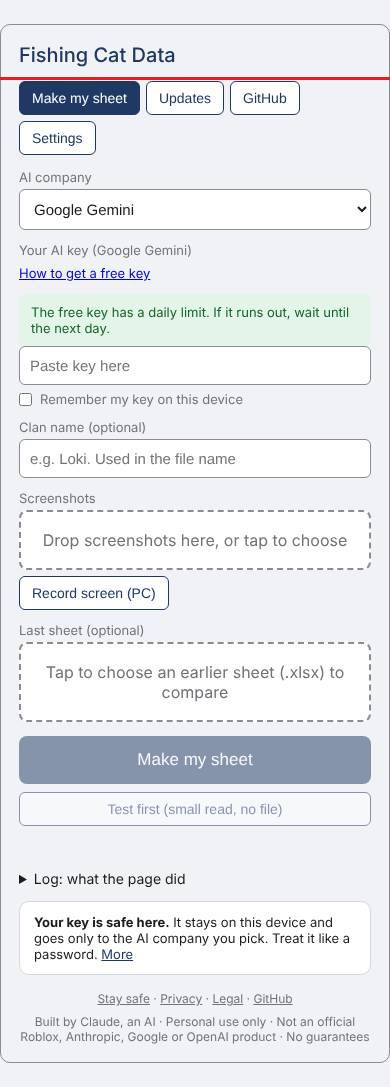 Fishing Cat Data
Make my sheet
Updates
GitHub
Settings
AI company
Google Gemini
Your AI key (Google Gemini)
How to get a free key
The free key has a daily limit. If it runs out, wait until
the next day.
Paste key here
Remember my key on this device
Clan name (optional)
e.g. Loki. Used in the file name
Screenshots
Drop screenshots here, or tap to choose
Record screen (PC)
Last sheet (optional)
Tap to choose an earlier sheet (.xlsx) to
compare
Make my sheet
Test first (small read, no file)
Log: what the page did
Your key is safe here. It stays on this device and
goes only to the AI company you pick. Treat it like a
password. More
Stay safe · Privacy · Legal · GitHub
Built by Claude, an AI · Personal use only · Not an official
Roblox, Anthropic, Google or OpenAI product · No guarantees